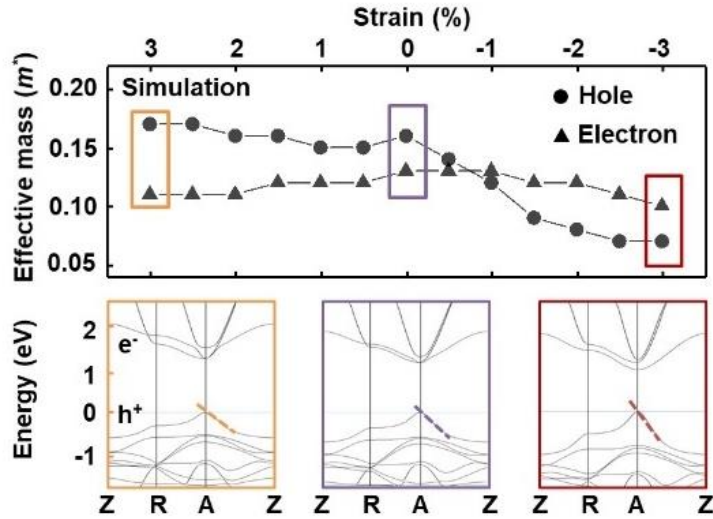 Strain (%)
3 2 1 0 -1 -2 -3
Effective mass (m*)
0.20
0.15
0.10
0.05
Simulation
Hole
Electron
Energy (eV)
2
1
0
-1
e-
h+
Z R A Z
Z R A Z
Z R A Z